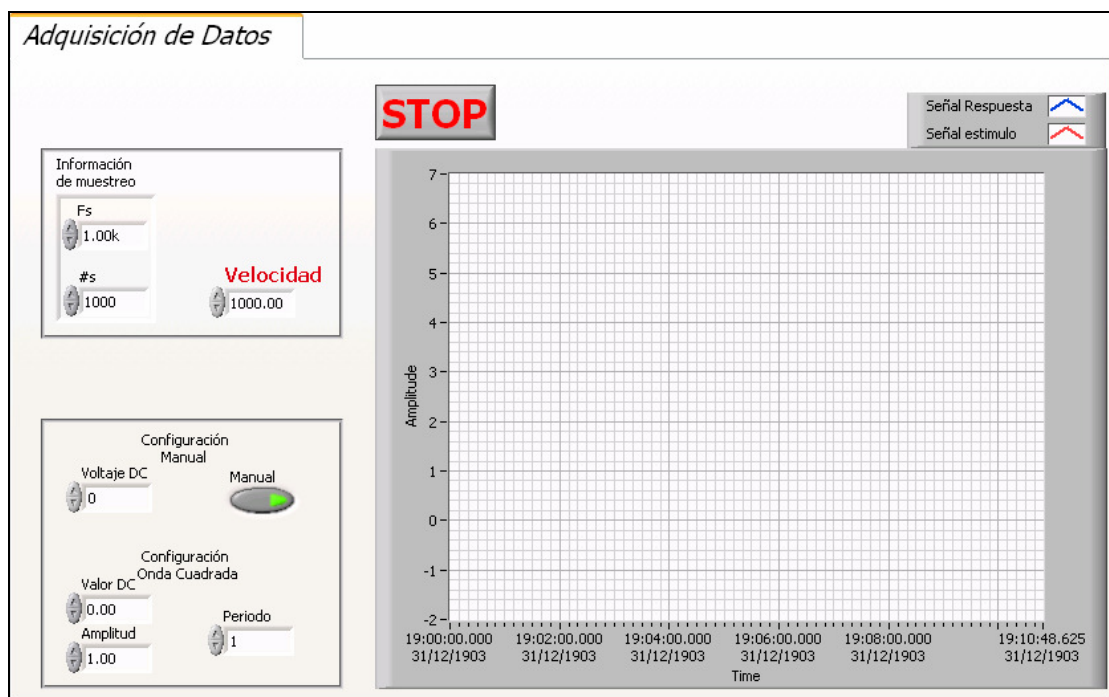 Adquisición de Datos
STOP
Señal Respuesta
Señal estimulo
Información
de muestreo
Fs
1.00k
#s
1000
Velocidad
1000.00
Configuración
Manual
Voltaje DC
0
Manual
Configuración
Onda Cuadrada
Valor DC
0.00
Amplitud
1.00
Periodo
1
Amplitude
7
6
5
4
3
2
1
0
-1
-2
19:00:00.000 19:02:00.000 19:04:00.000 19:06:00.000 19:08:00.000 19:10:48.625
31/12/1903 31/12/1903 31/12/1903 31/12/1903 31/12/1903 31/12/1903
Time